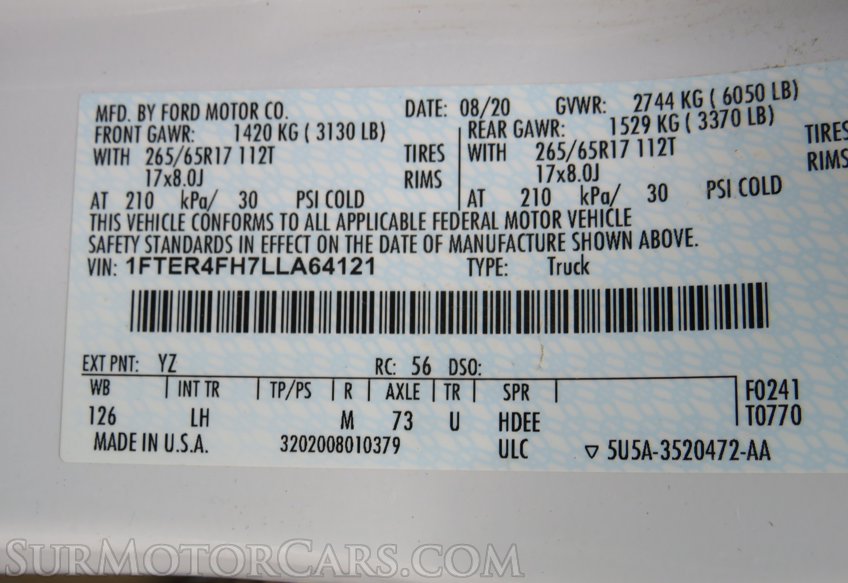 MFD. BY FORD MOTOR CO. DATE: 08/20 GVWR: 2744 KG ( 6050 LB)
FRONT GAWR: 1420 KG ( 3130 LB) REAR GAWR: 1529 KG ( 3370 LB)
WITH 265/65R17 112T TIRES WITH 265/65R17 112T TIRES
17x8.0J RIMS 17x8.0J RIMS
AT 210 kPa/ 30 PSI COLD AT 210 kPa/ 30 PSI COLD
THIS VEHICLE CONFORMS TO ALL APPLICABLE FEDERAL MOTOR VEHICLE
SAFETY STANDARDS IN EFFECT ON THE DATE OF MANUFACTURE SHOWN ABOVE.
VIN: 1FTER4FH7LLA64121 TYPE: Truck
EXT PNT: YZ RC: 56 DSO:
WB INT TR TP/PS R AXLE TR SPR F0241
126 LH M 73 U HDEE T0770
MADE IN U.S.A. 3202008010379 ULC ▽ 5U5A-3520472-AA
SURMOTORCARS.COM